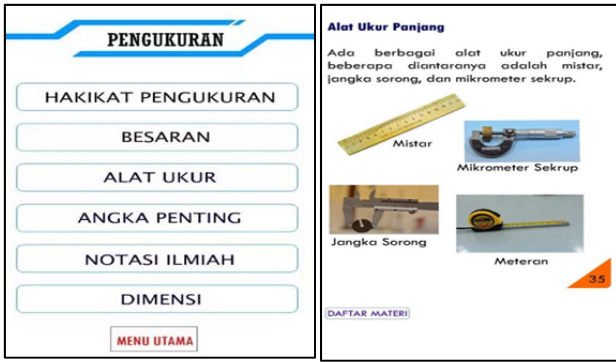 PENGUKURAN
HAKIKAT PENGUKURAN
BESARAN
ALAT UKUR
ANGKA PENTING
NOTASI ILMIAH
DIMENSI
MENU UTAMA
Alat Ukur Panjang
Ada berbagai alat ukur panjang,
beberapa diantaranya adalah mistar,
jangka sorong, dan mikrometer sekrup.
Mistar
Mikrometer Sekrup
Jangka Sorong
Meteran
35
DAFTAR MATERI